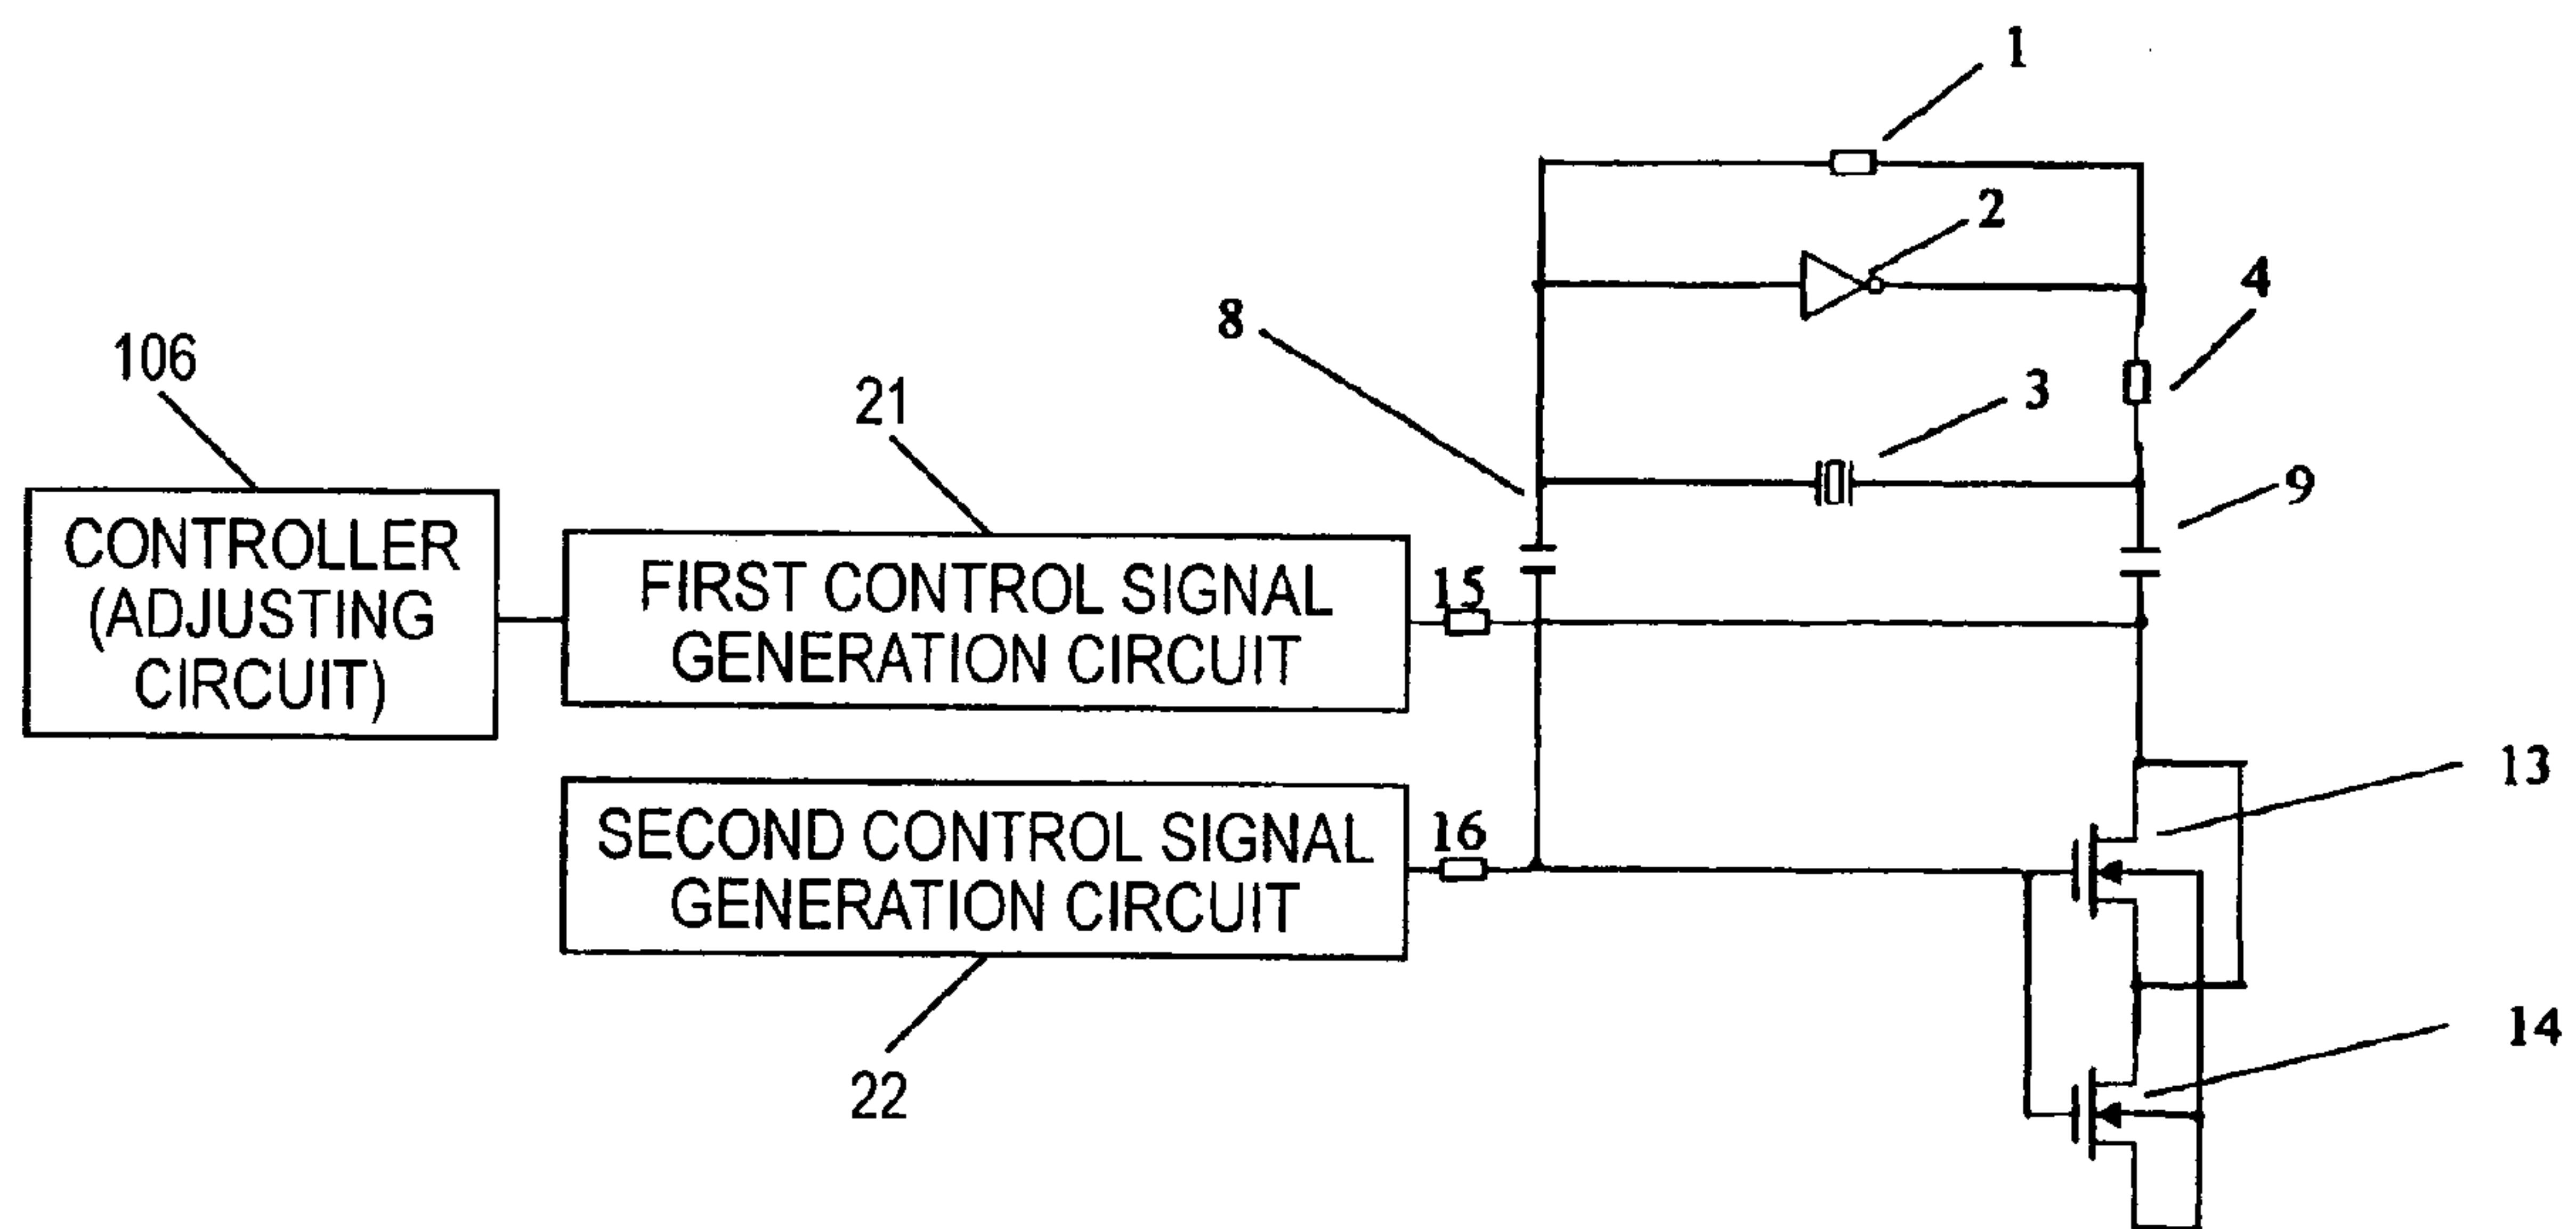 1
2
4
8
106
21
3
9
CONTROLLER
(ADJUSTING
CIRCUIT)
FIRST CONTROL SIGNAL
GENERATION CIRCUIT
15
13
SECOND CONTROL SIGNAL
GENERATION CIRCUIT
16
14
22